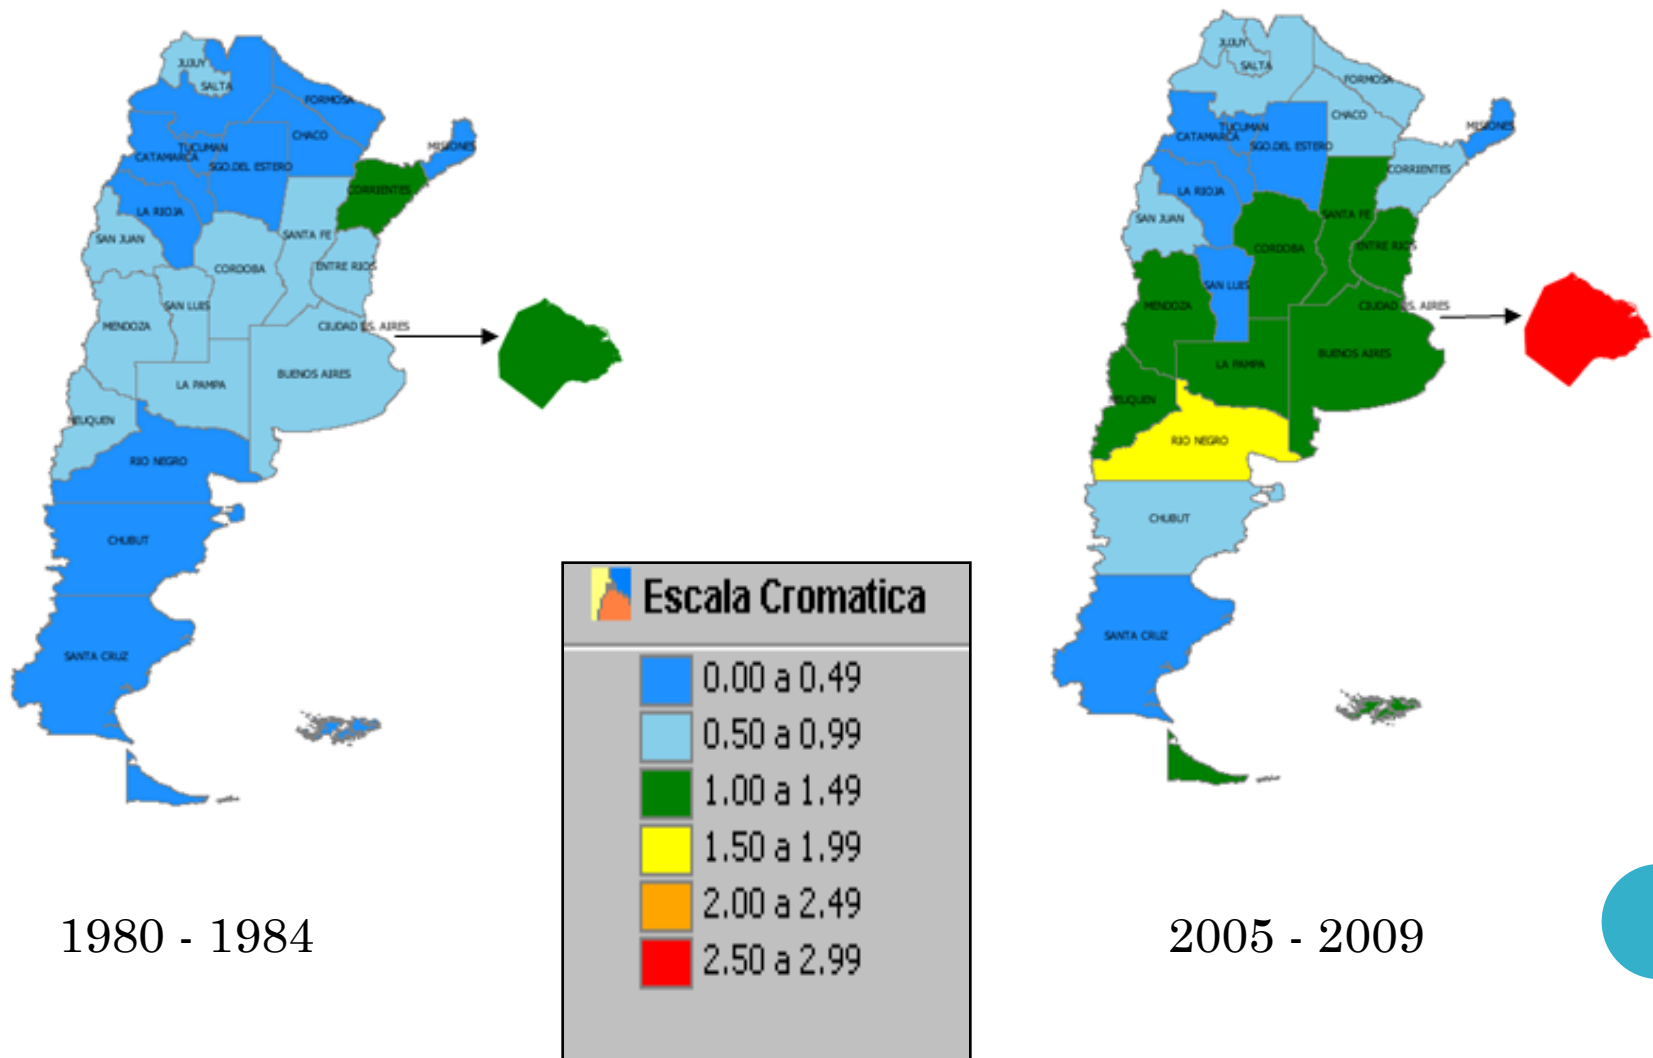 JUJUY
SALTA
FORMOSA
CHACO
MISIONES
TUCUMAN
CATAMARCA
SGO.DEL ESTERO
CORRIENTES
LA RIOJA
SANTA FE
SAN JUAN
ENTRE RIOS
CORDOBA
SAN LUIS
MENDOZA
CIUDAD BS. AIRES
BUENOS AIRES
LA PAMPA
NEUQUEN
RIO NEGRO
CHUBUT
SANTA CRUZ
1980 - 1984
Escala Cromatica
0.00 a 0.49
0.50 a 0.99
1.00 a 1.49
1.50 a 1.99
2.00 a 2.49
2.50 a 2.99
JUJUY
SALTA
FORMOSA
CHACO
MISIONES
TUCUMAN
CATAMARCA
SGO.DEL ESTERO
CORRIENTES
LA RIOJA
SANTA FE
SAN JUAN
ENTRE RIOS
CORDOBA
SAN LUIS
MENDOZA
CIUDAD BS. AIRES
BUENOS AIRES
LA PAMPA
NEUQUEN
RIO NEGRO
CHUBUT
SANTA CRUZ
2005 - 2009